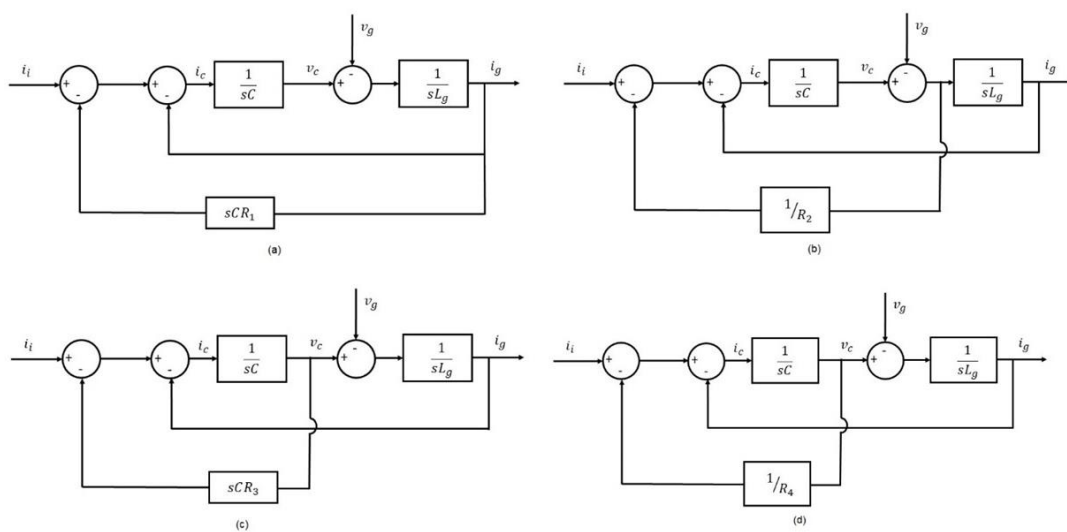 v_g
i_i + - + - i_c 1/sC v_c + - 1/sL_g i_g
sCR_1
(a)
v_g
i_i + - + - i_c 1/sC v_c + - 1/sL_g i_g
1/R_2
(b)
v_g
i_i + - + - i_c 1/sC v_c + - 1/sL_g i_g
sCR_3
(c)
v_g
i_i + - + - i_c 1/sC v_c + - 1/sL_g i_g
1/R_4
(d)